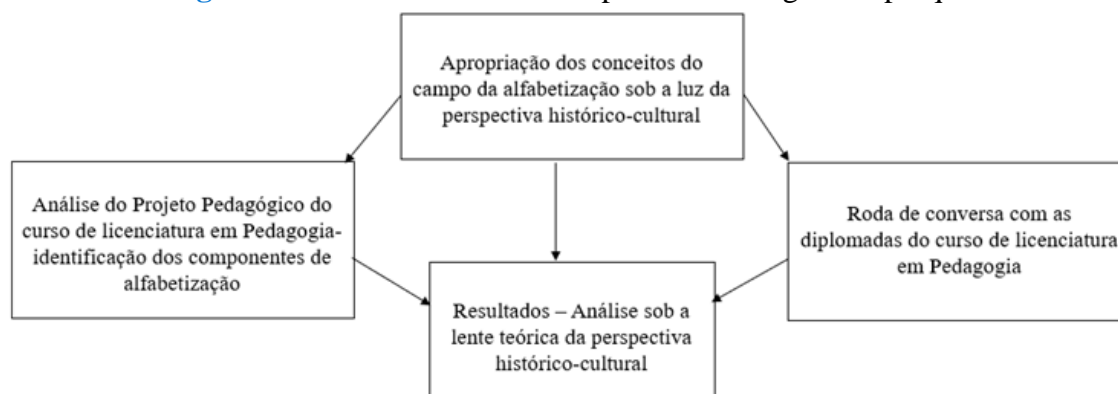 Apropriação dos conceitos do
campo da alfabetização sob a luz da
perspectiva histórico-cultural
Análise do Projeto Pedagógico do
curso de licenciatura em Pedagogia-
identificação dos componentes de
alfabetização
Roda de conversa com as
diplomadas do curso de licenciatura
em Pedagogia
Resultados – Análise sob a
lente teórica da perspectiva
histórico-cultural